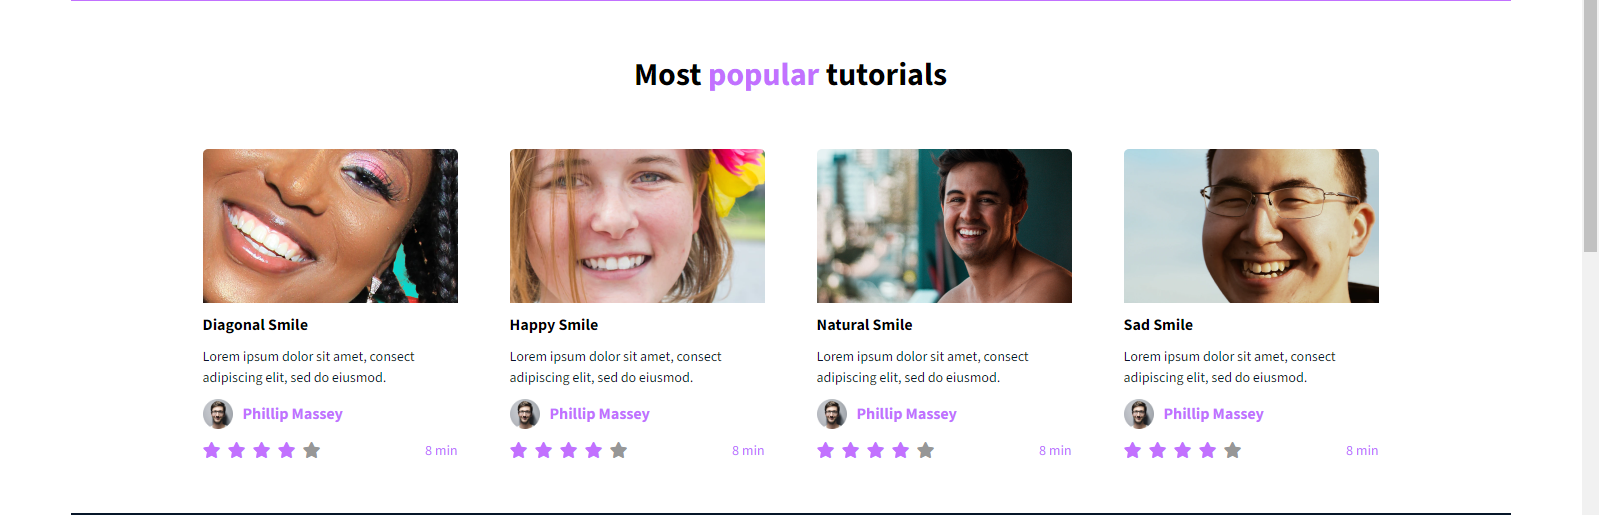 Most popular tutorials
Diagonal Smile
Lorem ipsum dolor sit amet, consect
adipiscing elit, sed do eiusmod.
Phillip Massey
8 min
Happy Smile
Lorem ipsum dolor sit amet, consect
adipiscing elit, sed do eiusmod.
Phillip Massey
8 min
Natural Smile
Lorem ipsum dolor sit amet, consect
adipiscing elit, sed do eiusmod.
Phillip Massey
8 min
Sad Smile
Lorem ipsum dolor sit amet, consect
adipiscing elit, sed do eiusmod.
Phillip Massey
8 min